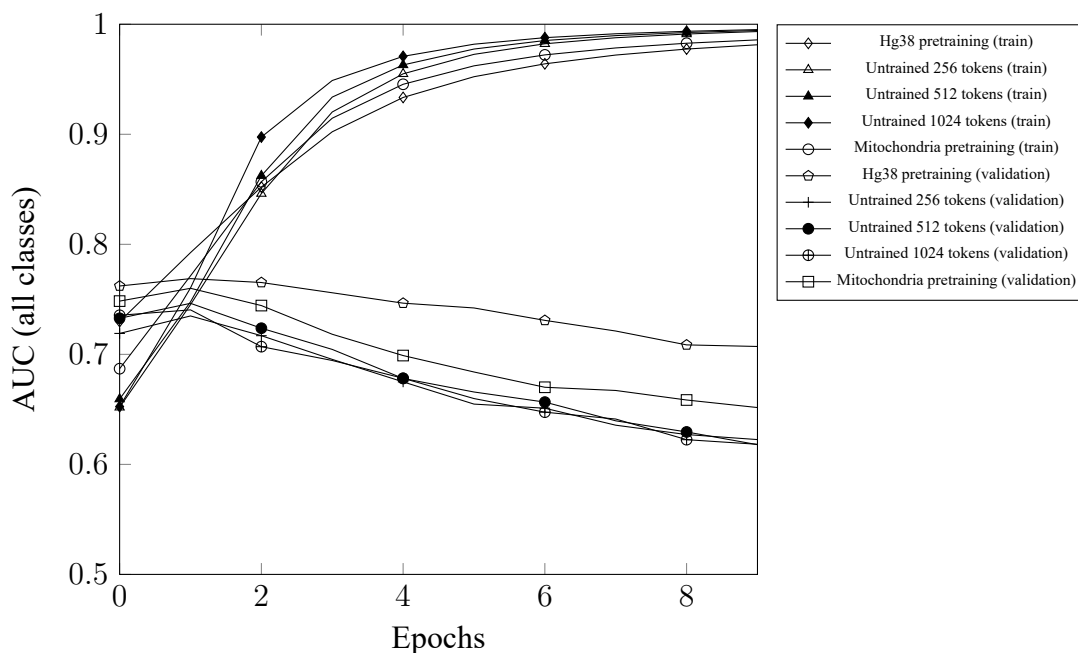 1
0.9
0.8
0.7
0.6
0.5
AUC (all classes)
0
2
4
6
8
Epochs
Hg38 pretraining (train)
Untrained 256 tokens (train)
Untrained 512 tokens (train)
Untrained 1024 tokens (train)
Mitochondria pretraining (train)
Hg38 pretraining (validation)
Untrained 256 tokens (validation)
Untrained 512 tokens (validation)
Untrained 1024 tokens (validation)
Mitochondria pretraining (validation)